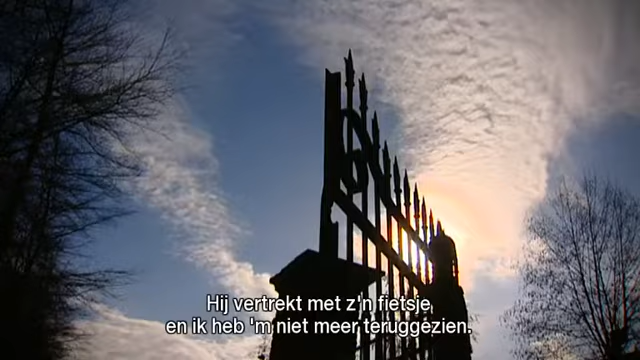 Hij vertrekt met z'n fietsje
en ik heb 'm niet meer teruggezien.